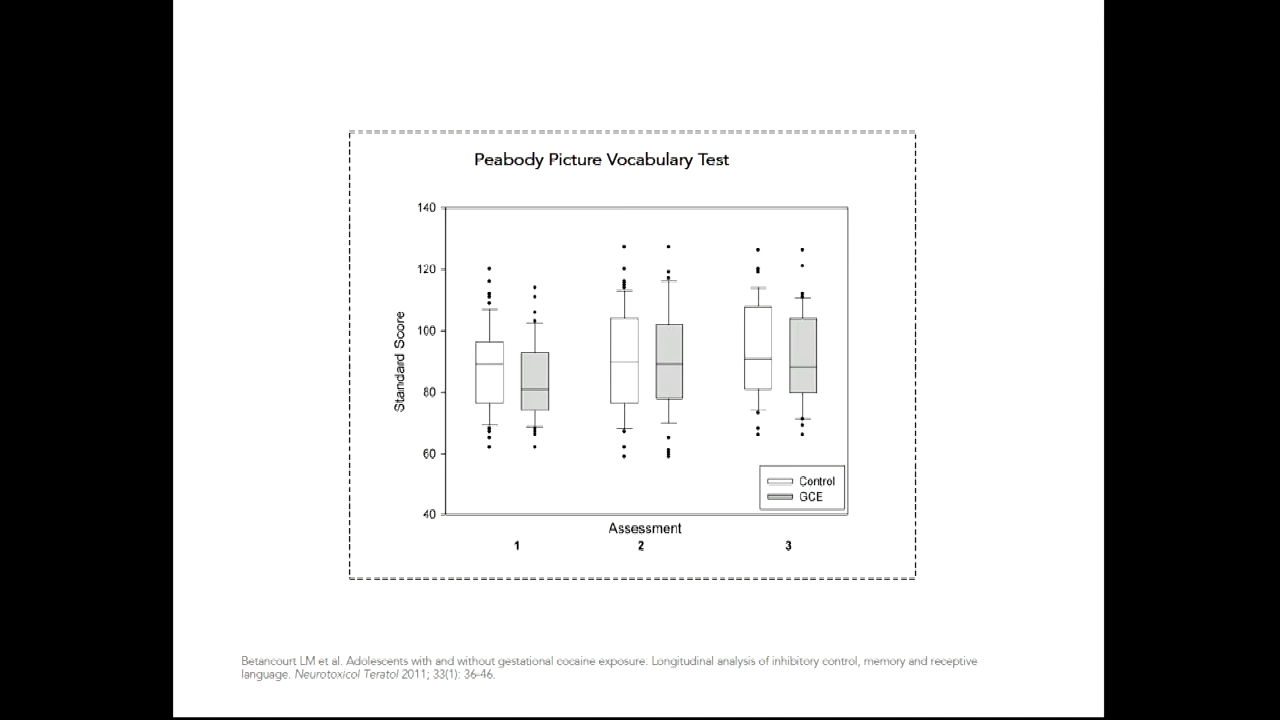 Peabody Picture Vocabulary Test
140
120
100
80
60
40
Standard Score
Control
GCE
Assessment
1 2 3
Betancourt LM et al. Adolescents with and without gestational cocaine exposure: Longitudinal analysis of inhibitory control, memory and receptive
language. Neurotoxicol Teratol 2011; 33(1): 36-46.